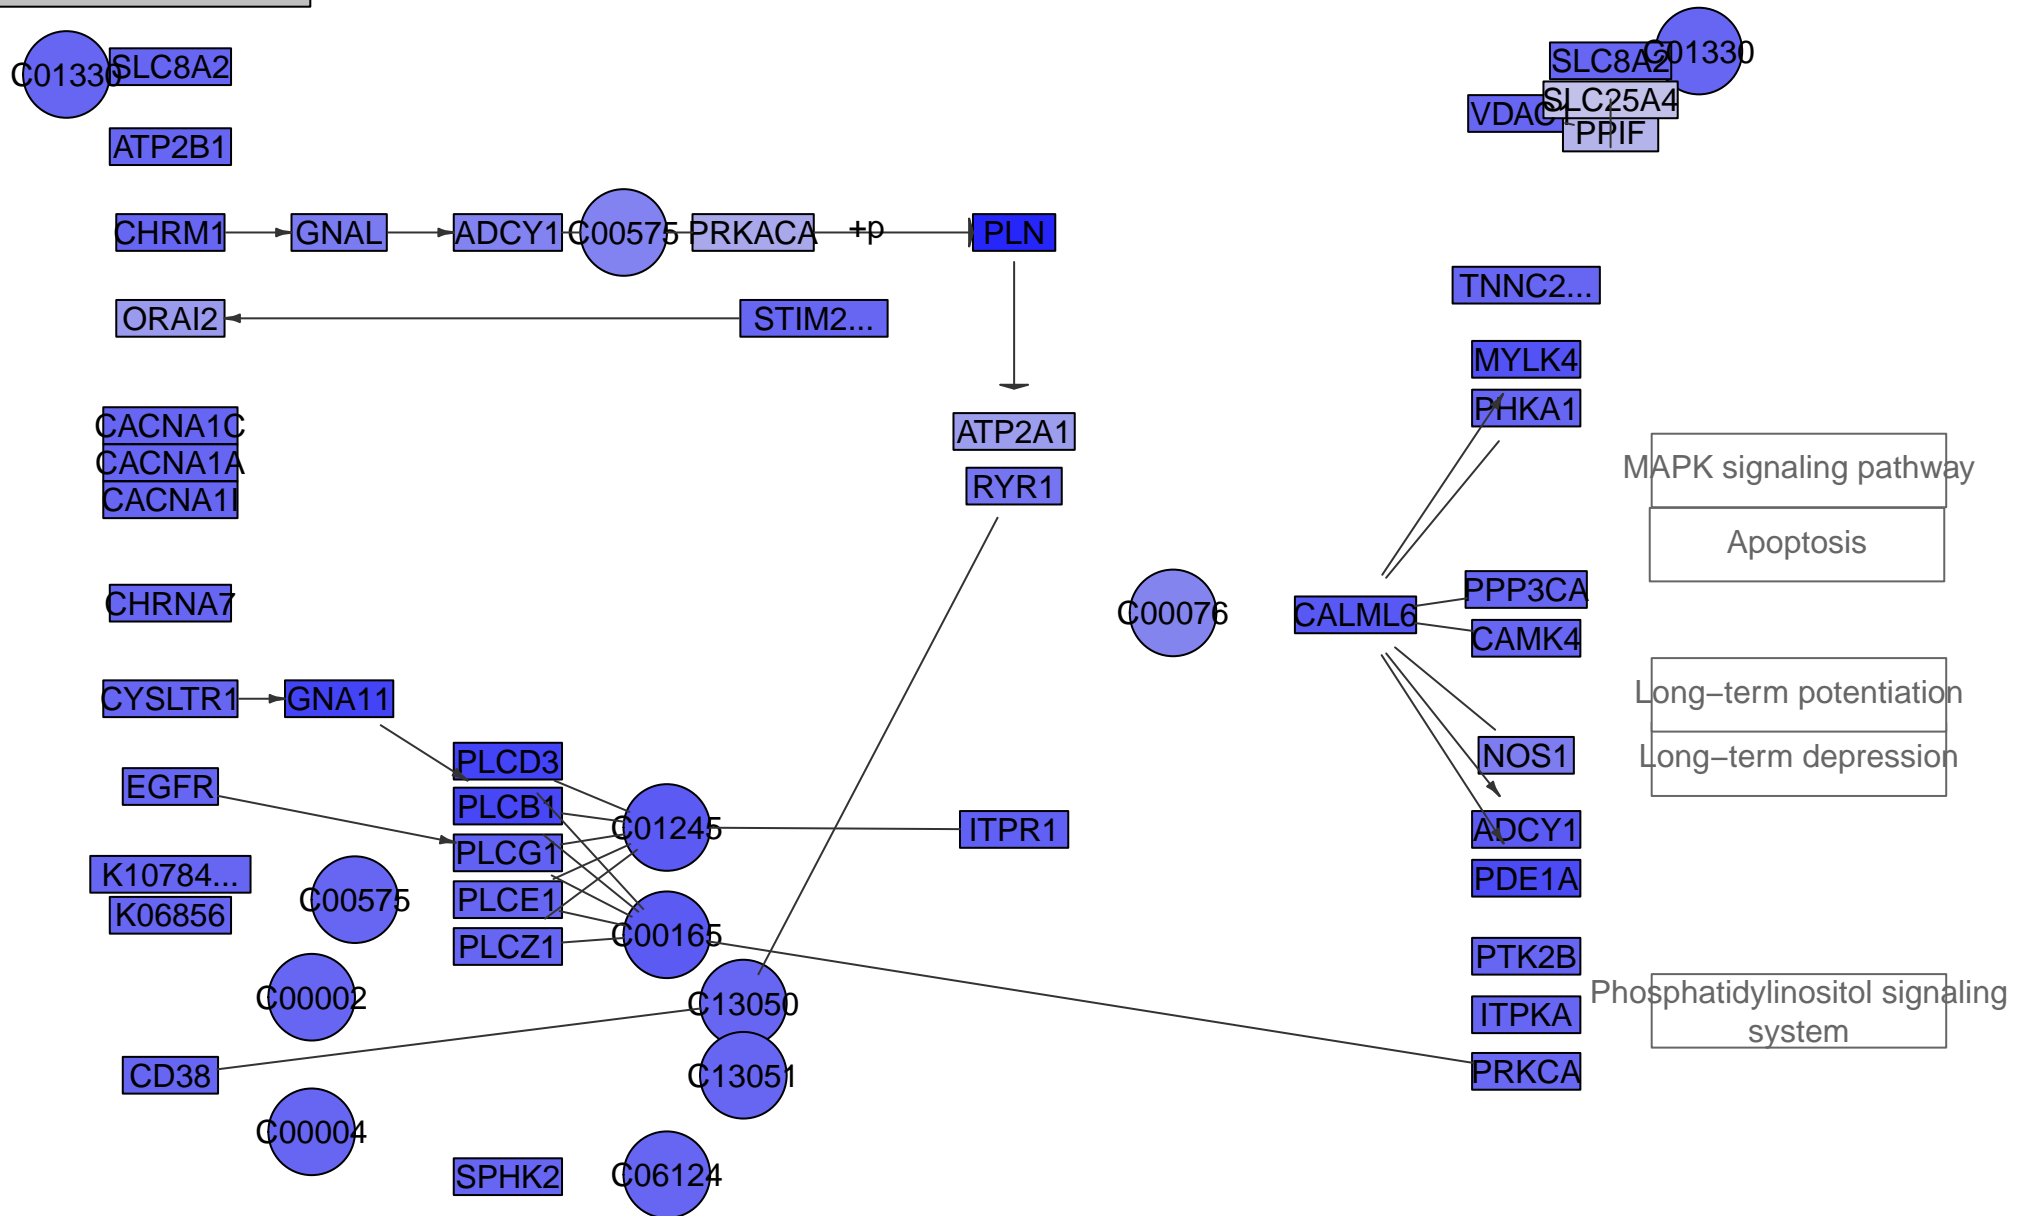 C01330
SLC8A2
SLC8A2
C01330
SLC25A4
VDAC1
PPIF
ATP2B1
CHRM1
GNAL
ADCY1
C00575
PRKACA
+p
PLN
TNNC2...
ORAI2
STIM2...
MYLK4
PHKA1
CACNA1C
CACNA1A
CACNA1I
ATP2A1
RYR1
MAPK signaling pathway
Apoptosis
CHRNA7
C00076
CALML6
PPP3CA
CAMK4
CYSLTR1
GNA11
Long−term potentiation
Long−term depression
NOS1
PLCD3
EGFR
PLCB1
C01245
ITPR1
ADCY1
PLCG1
K10784...
K06856
C00575
PLCE1
PDE1A
PLCZ1
C00165
PTK2B
C00002
C13050
ITPKA
Phosphatidylinositol signaling
system
CD38
C13051
PRKCA
C00004
SPHK2
C06124